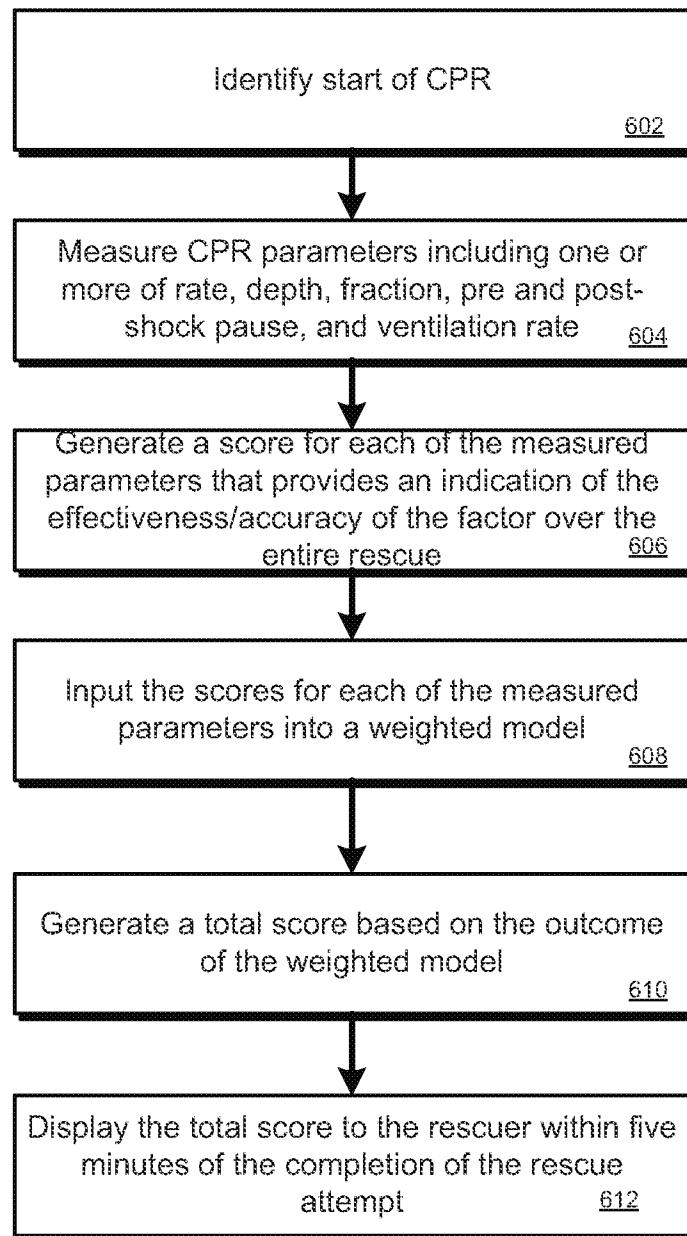 Identify start of CPR
602
Measure CPR parameters including one or
more of rate, depth, fraction, pre and post-
shock pause, and ventilation rate
604
Generate a score for each of the measured
parameters that provides an indication of the
effectiveness/accuracy of the factor over the
entire rescue
606
Input the scores for each of the measured
parameters into a weighted model
608
Generate a total score based on the outcome
of the weighted model
610
Display the total score to the rescuer within five
minutes of the completion of the rescue
attempt
612